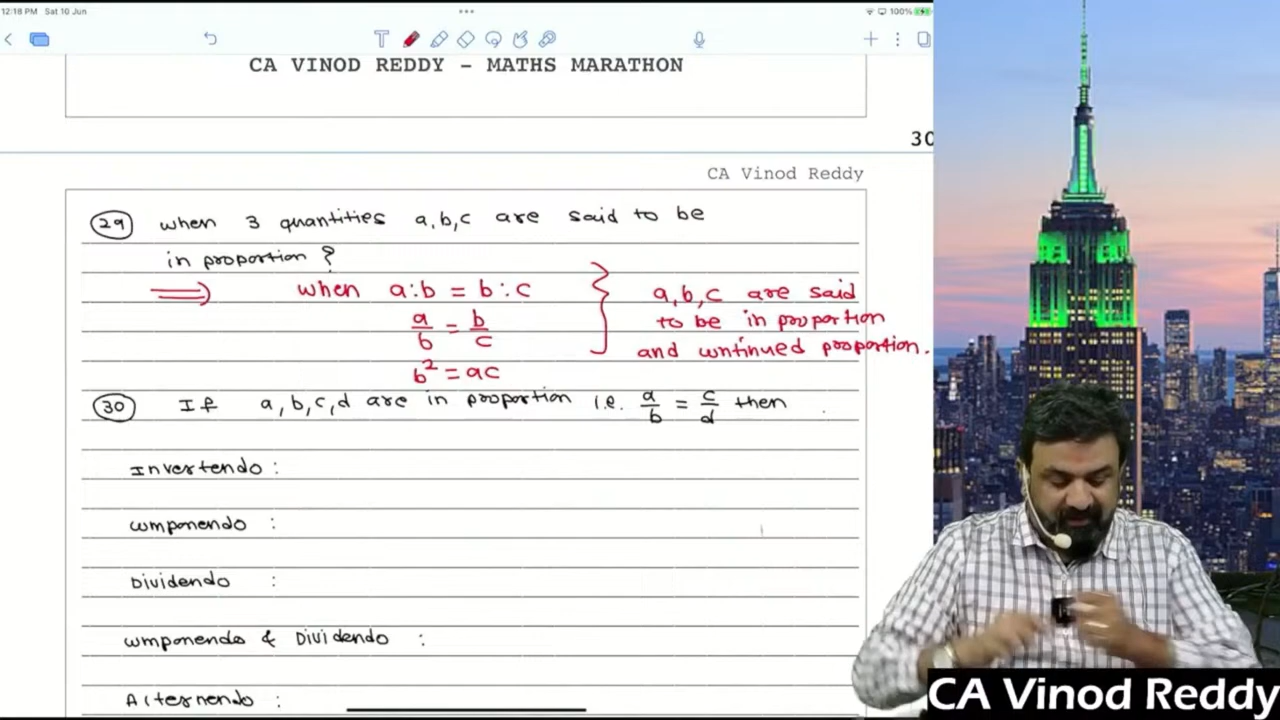 12:18 PM Sat 10 Jun
100%
T
CA VINOD REDDY - MATHS MARATHON
30
CA Vinod Reddy
29 when 3 quantities a,b,c are said to be
in proportion ?
⟹ when a:b = b:c
a/b = b/c
b² = ac
} a,b,c are said
to be in proportion
and continued proportion.
30 If a,b,c,d are in proportion i.e. a/b = c/d then
Invertendo :
componendo :
Dividendo :
componendo & Dividendo :
Alternendo :
CA Vinod Reddy